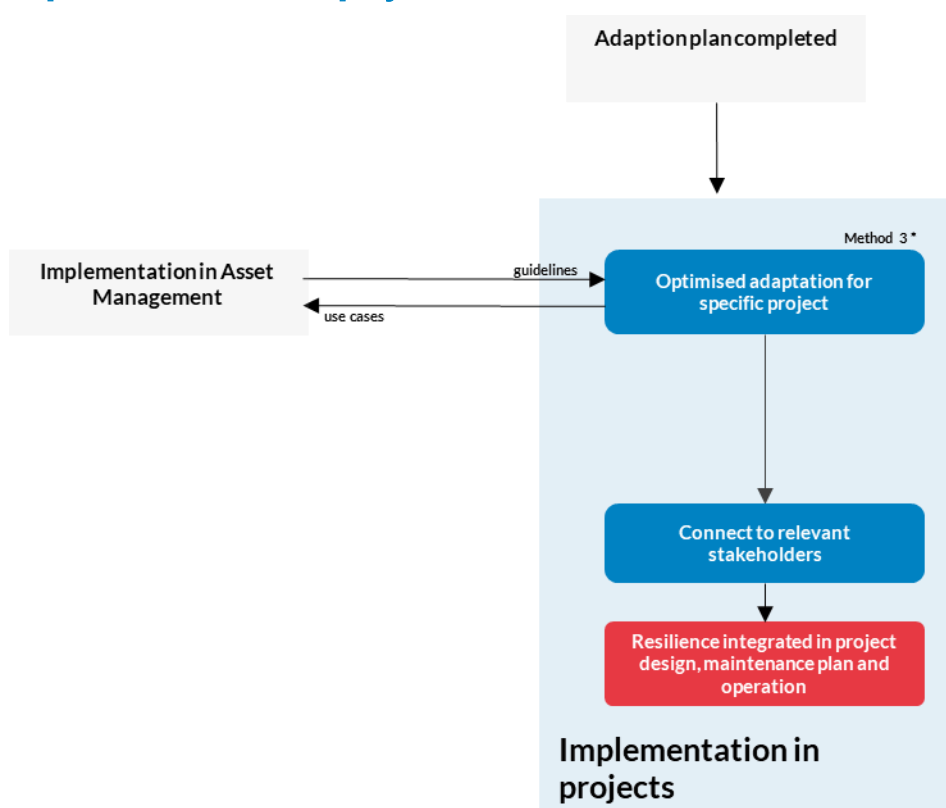 Adaption plan completed
Method 3 *
Implementation in Asset
Management
guidelines
use cases
Optimised adaptation for
specific project
Connect to relevant
stakeholders
Resilience integrated in project
design, maintenance plan and
operation
Implementation in
projects